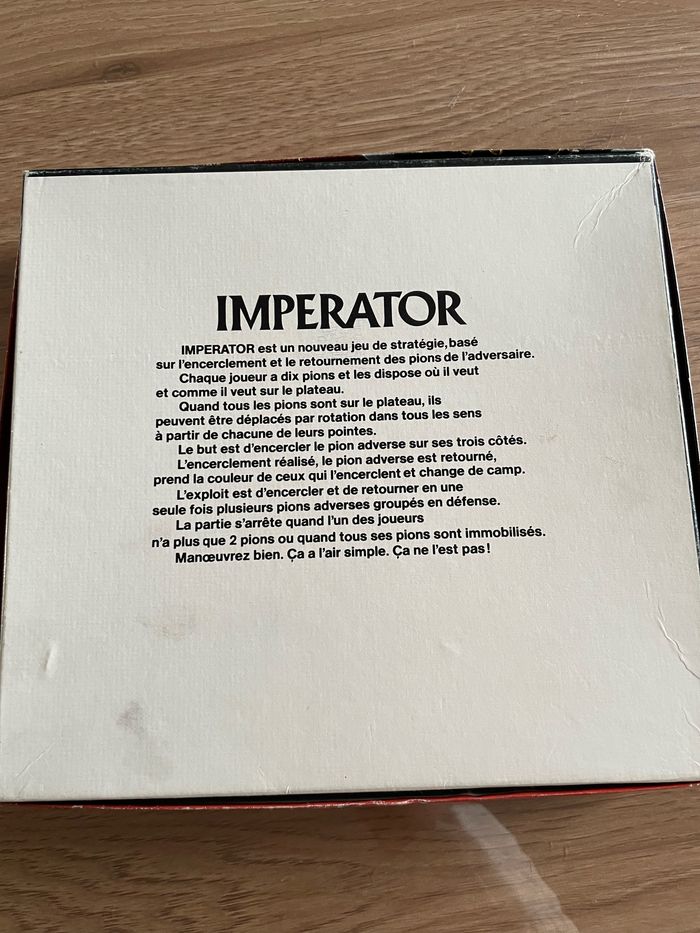 IMPERATOR
IMPERATOR est un nouveau jeu de stratégie, basé
sur l'encerclement et le retournement des pions de l'adversaire.
Chaque joueur a dix pions et les dispose où il veut
et comme il veut sur le plateau.
Quand tous les pions sont sur le plateau, ils
peuvent être déplacés par rotation dans tous les sens
à partir de chacune de leurs pointes.
Le but est d'encercler le pion adverse sur ses trois côtés.
L'encerclement réalisé, le pion adverse est retourné,
prend la couleur de ceux qui l'encerclent et change de camp.
L'exploit est d'encercler et de retourner en une
seule fois plusieurs pions adverses groupés en défense.
La partie s'arrête quand l'un des joueurs
n'a plus que 2 pions ou quand tous ses pions sont immobilisés.
Manœuvrez bien. Ça a l'air simple. Ça ne l'est pas!